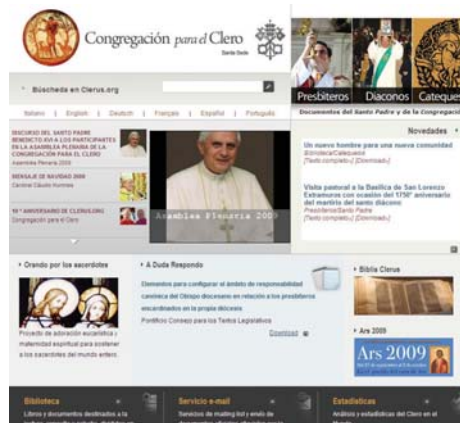 Congregación para el Clero
Santa Sede
Búscheda en Clerus.org
Presbiteros
Diaconos
Cateques
Italiano | English | Deutsch | Français | Español | Português
Documentos del Santo Padre y de la Congregació
DISCURSO DEL SANTO PADRE
BENEDICTO XVI A LOS PARTICIPANTES
EN LA ASAMBLEA PLENARIA DE LA
CONGREGACIÓN PARA EL CLERO
Asamblea Plenaria 2009
MENSAJE DE NAVIDAD 2008
Cardenal Cláudio Hummes
10 º ANIVERSARIO DE CLERUS.ORG
Congregación para el Clero
Asamblea Plenaria 2009
Novedades
Un nuevo hombre para una nueva comunidad
Biblioteca/Catequesis
[Texto completo] [Download]
Visita pastoral a la Basílica de San Lorenzo
Extramuros con ocasión del 1750° aniversario
del martirio del santo diácono
Presbiteros/Santo Padre
[Texto completo] [Download]
Orando por los sacerdotes
Proyecto de adoración eucarística y
maternidad espiritual para sostener
a los sacerdotes del mundo entero.
A Duda Respondo
Elementos para configurar el ámbito de responsabilidad
canónica del Obispo diocesano en relación a los presbíteros
encardinados en la propia diócesis
Pontificio Consejo para los Textos Legislativos
Download
Biblia Clerus
Ars 2009
Ars 2009
Biblioteca
Libros y documentos destinados a la
Servicio e-mail
Servicios de mailing list y envío de
Estadísticas
Análisis y estadísticas del Clero en el
Mundo